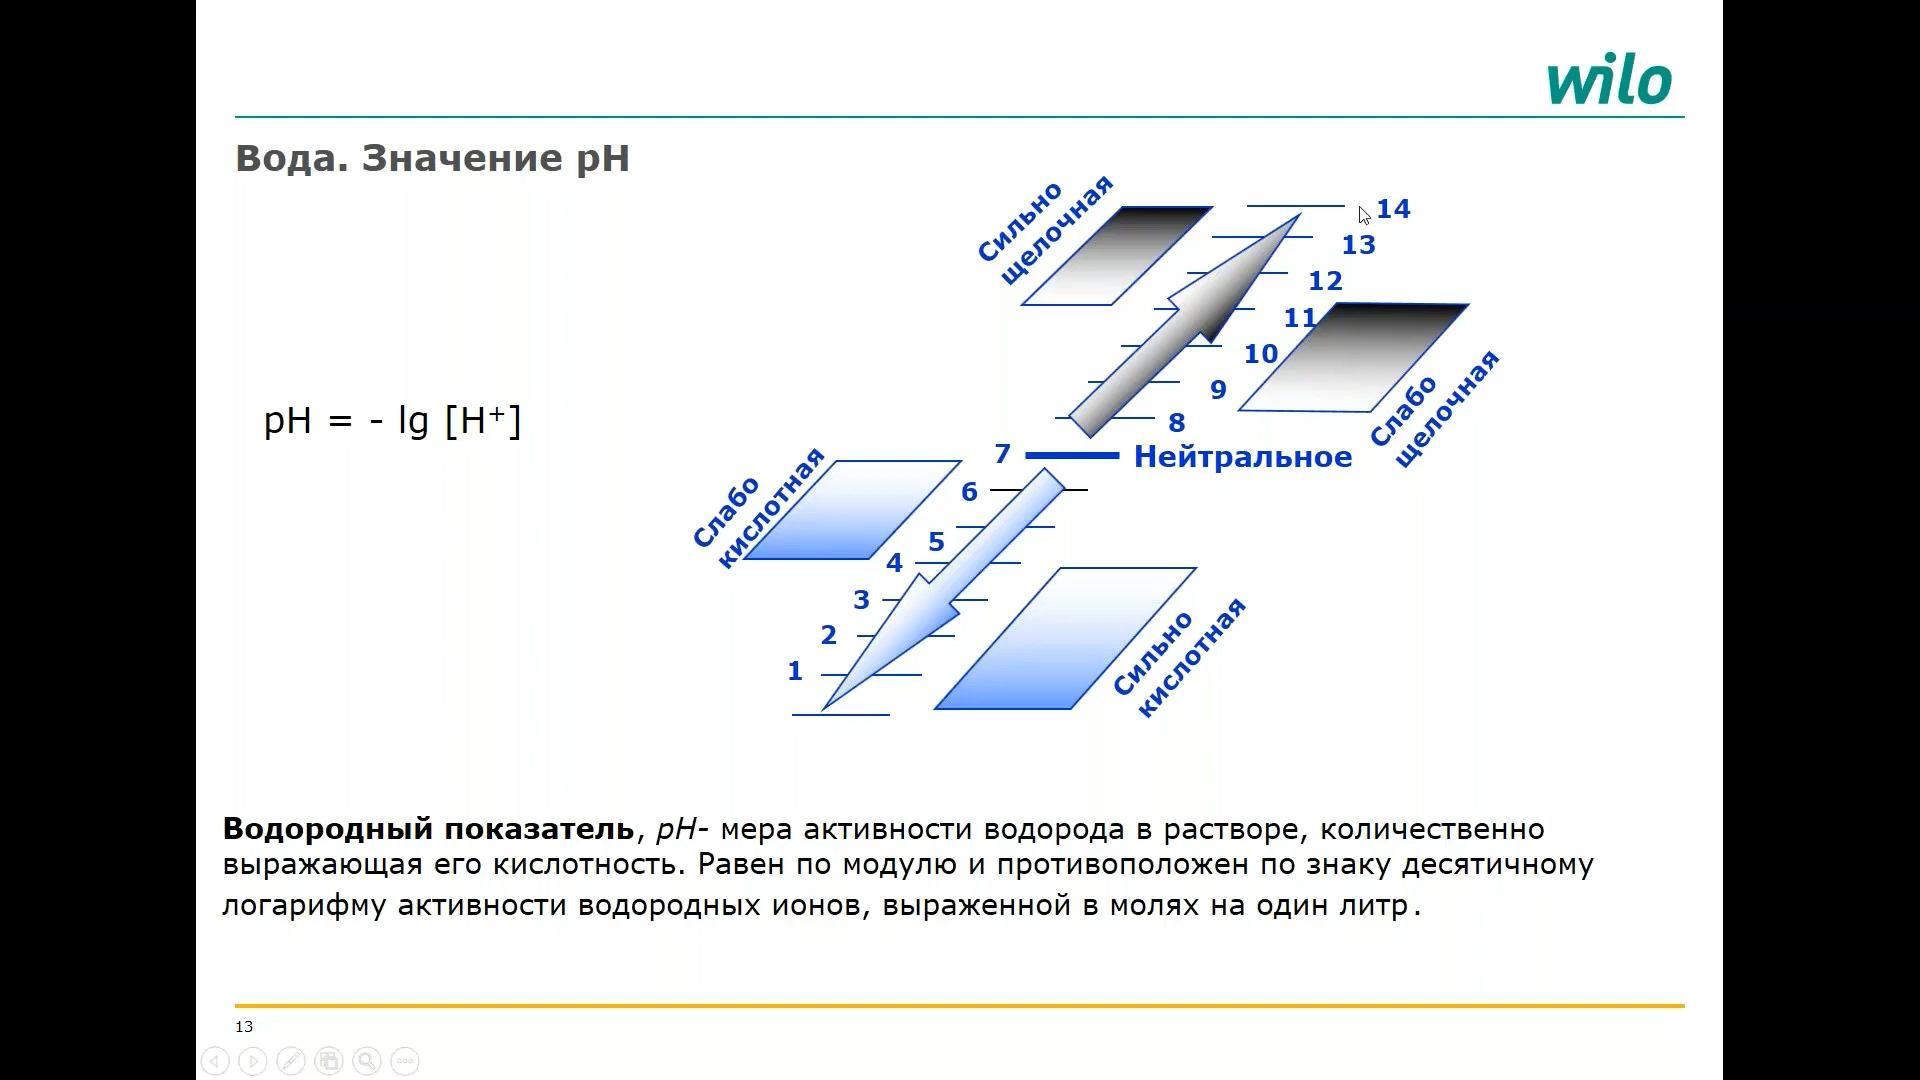 wilo
Вода. Значение pH
Сильно
щелочная
14
13
12
11
10
9
8
Слабо
щелочная
pH = - lg [H⁺]
7
Нейтральное
6
5
4
3
2
1
Слабо
кислотная
Сильно
кислотная
Водородный показатель, pH- мера активности водорода в растворе, количественно
выражающая его кислотность. Равен по модулю и противоположен по знаку десятичному
логарифму активности водородных ионов, выраженной в молях на один литр.
13